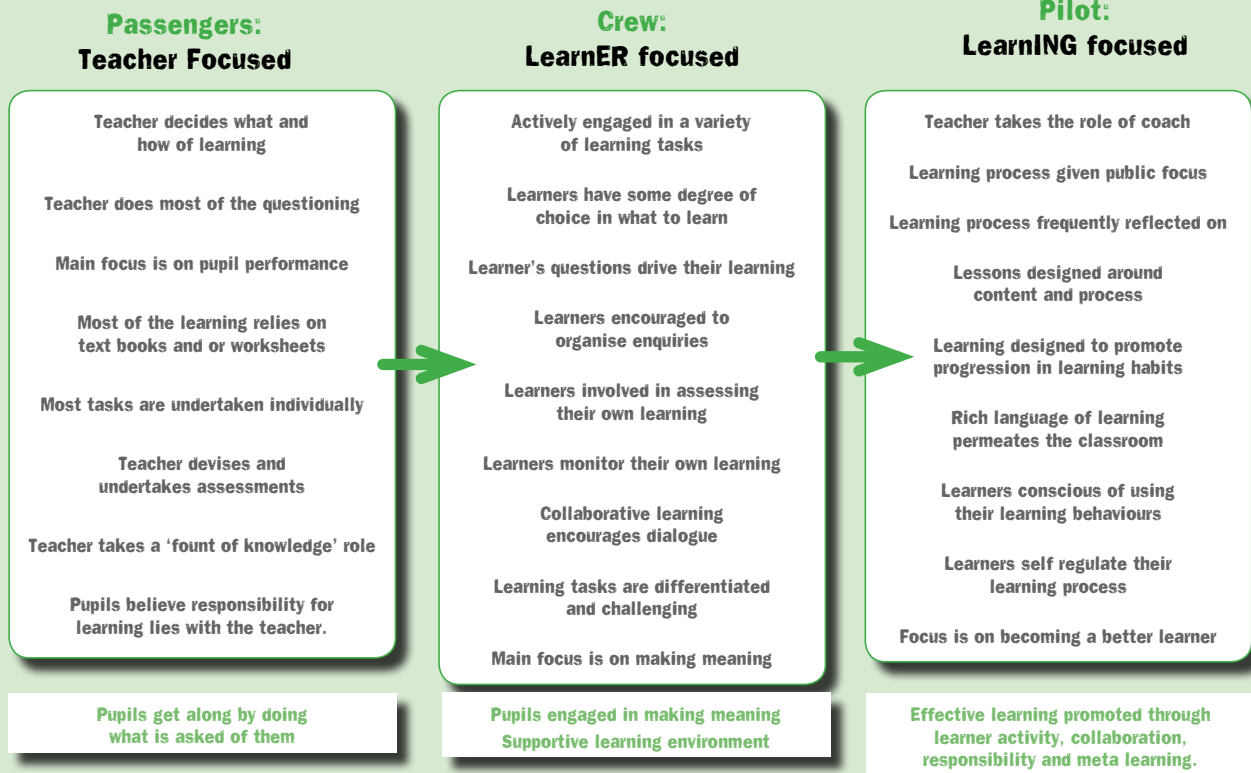 Passengers:
Teacher Focused
Teacher decides what and
how of learning
Teacher does most of the questioning
Main focus is on pupil performance
Most of the learning relies on
text books and or worksheets
Most tasks are undertaken individually
Teacher devises and
undertakes assessments
Teacher takes a ‘fount of knowledge’ role
Pupils believe responsibility for
learning lies with the teacher.
Pupils get along by doing
what is asked of them
Crew:
LearnER focused
Actively engaged in a variety
of learning tasks
Learners have some degree of
choice in what to learn
Learner’s questions drive their learning
Learners encouraged to
organise enquiries
Learners involved in assessing
their own learning
Learners monitor their own learning
Collaborative learning
encourages dialogue
Learning tasks are differentiated
and challenging
Main focus is on making meaning
Pupils engaged in making meaning
Supportive learning environment
Pilot:
LearnING focused
Teacher takes the role of coach
Learning process given public focus
Learning process frequently reflected on
Lessons designed around
content and process
Learning designed to promote
progression in learning habits
Rich language of learning
permeates the classroom
Learners conscious of using
their learning behaviours
Learners self regulate their
learning process
Focus is on becoming a better learner
Effective learning promoted through
learner activity, collaboration,
responsibility and meta learning.